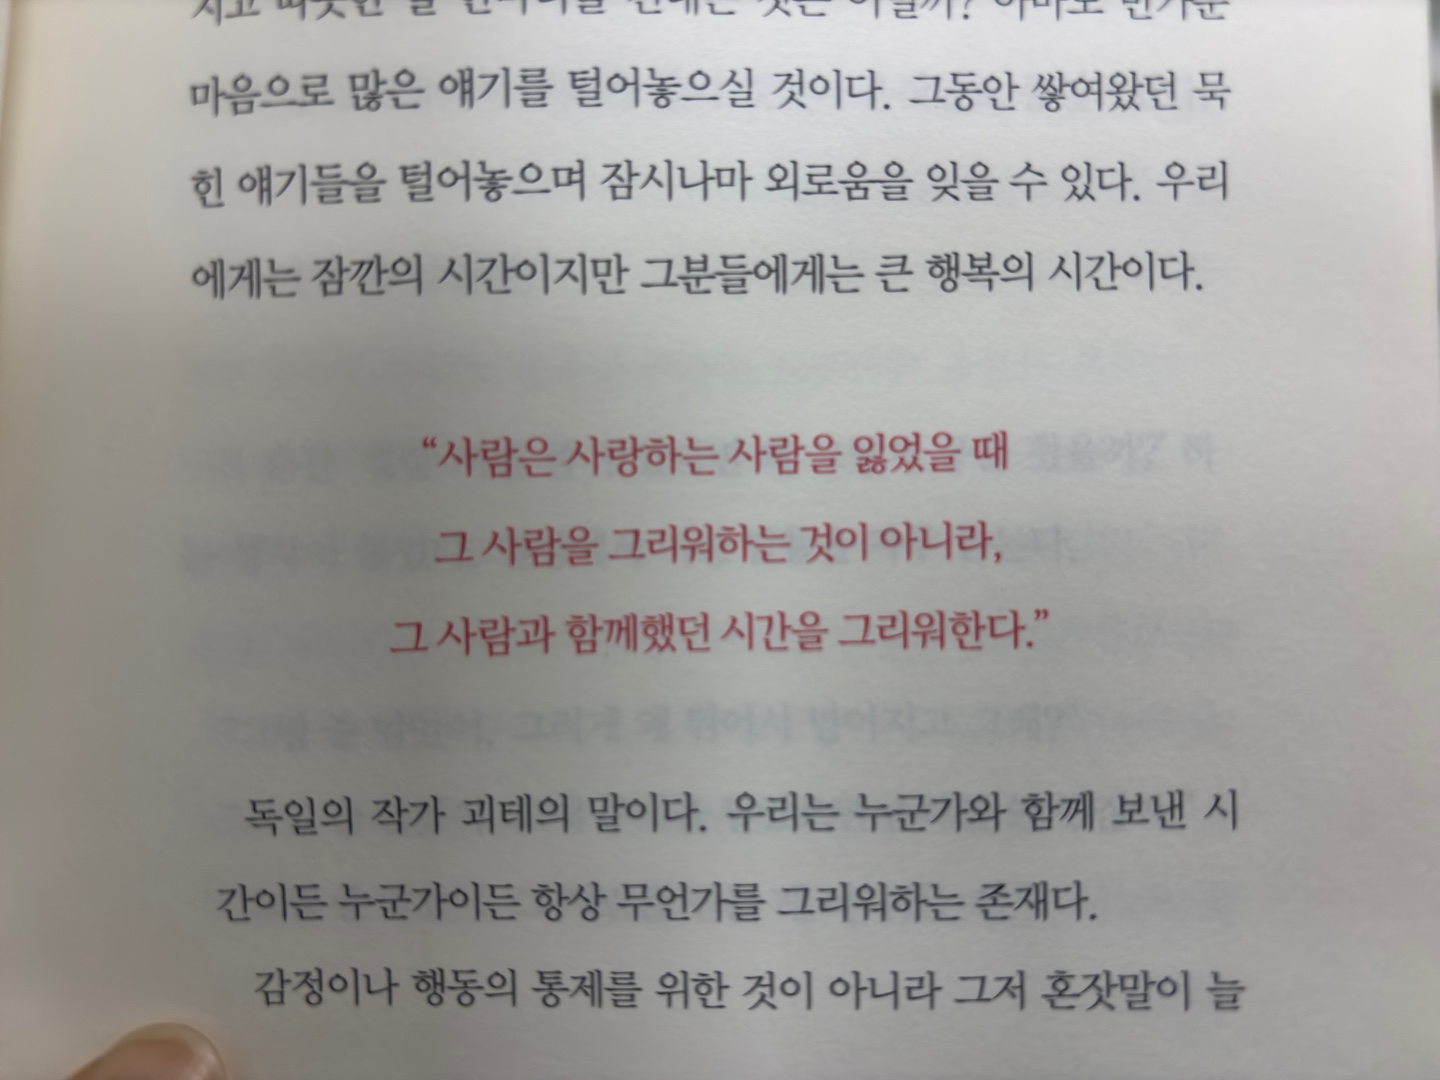 마음으로 많은 얘기를 털어놓으실 것이다. 그동안 쌓여왔던 묵
힌 얘기들을 털어놓으며 잠시나마 외로움을 잊을 수 있다. 우리
에게는 잠깐의 시간이지만 그분들에게는 큰 행복의 시간이다.
“사람은 사랑하는 사람을 잃었을 때
그 사람을 그리워하는 것이 아니라,
그 사람과 함께했던 시간을 그리워한다.”
독일의 작가 괴테의 말이다. 우리는 누군가와 함께 보낸 시
간이든 누군가이든 항상 무언가를 그리워하는 존재다.
감정이나 행동의 통제를 위한 것이 아니라 그저 혼잣말이 늘